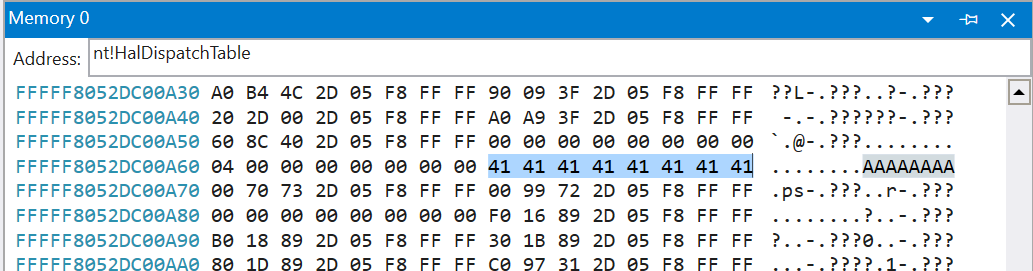 Memory 0
Address: nt!HalDispatchTable
FFFFF8052DC00A30 A0 B4 4C 2D 05 F8 FF FF 90 09 3F 2D 05 F8 FF FF ??L-.???..?-.???
FFFFF8052DC00A40 20 2D 00 2D 05 F8 FF FF A0 A9 3F 2D 05 F8 FF FF  -.-.??????-.???
FFFFF8052DC00A50 60 8C 40 2D 05 F8 FF FF 00 00 00 00 00 00 00 00 `.@-.???........
FFFFF8052DC00A60 04 00 00 00 00 00 00 00 41 41 41 41 41 41 41 41 ........AAAAAAAA
FFFFF8052DC00A70 00 70 73 2D 05 F8 FF FF 00 99 72 2D 05 F8 FF FF .ps-.???..r-.???
FFFFF8052DC00A80 00 00 00 00 00 00 00 00 F0 16 89 2D 05 F8 FF FF ........?..-.???
FFFFF8052DC00A90 B0 18 89 2D 05 F8 FF FF 30 1B 89 2D 05 F8 FF FF ?..-.???0..-.???
FFFFF8052DC00AA0 80 1D 89 2D 05 F8 FF FF C0 97 31 2D 05 F8 FF FF ...-.????.1-.???